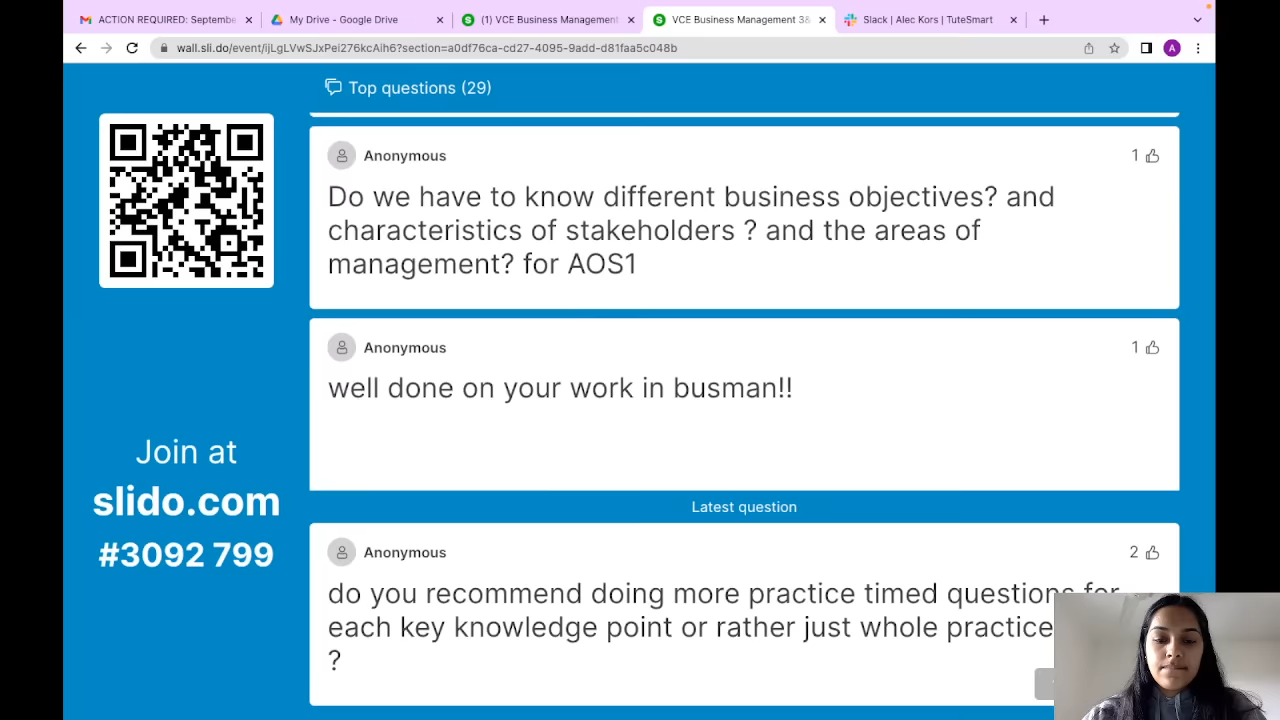 ACTION REQUIRED: Septembe
My Drive - Google Drive
(1) VCE Business Management
VCE Business Management 3&
Slack | Alec Kors | TuteSmart
wall.sli.do/event/ijLgLVwSJxPei276kcAih6?section=a0df76ca-cd27-4095-9add-d81faa5c048b
A
Top questions (29)
Anonymous
1
Do we have to know different business objectives? and
characteristics of stakeholders ? and the areas of
management? for AOS1
Anonymous
1
well done on your work in busman!!
Join at
slido.com
#3092 799
Latest question
Anonymous
2
do you recommend doing more practice timed questions for
each key knowledge point or rather just whole practice
?